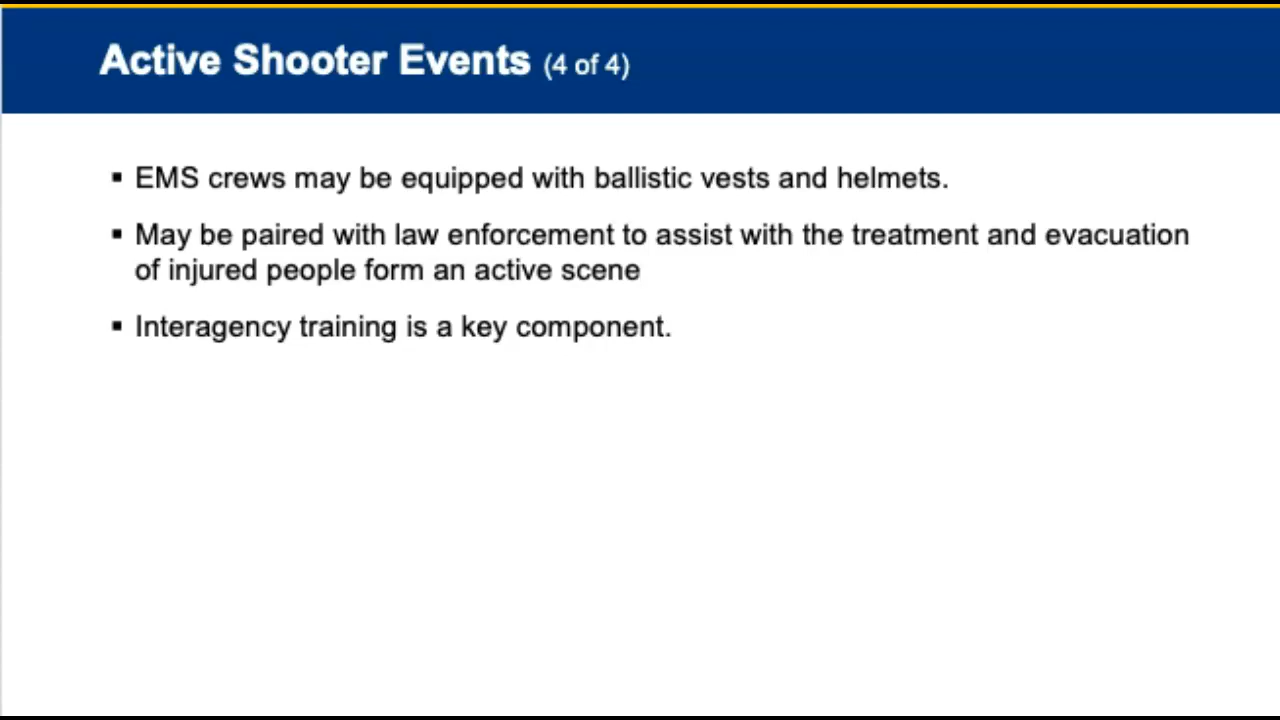 Active Shooter Events (4 of 4)
▪ EMS crews may be equipped with ballistic vests and helmets.
▪ May be paired with law enforcement to assist with the treatment and evacuation
of injured people form an active scene
▪ Interagency training is a key component.